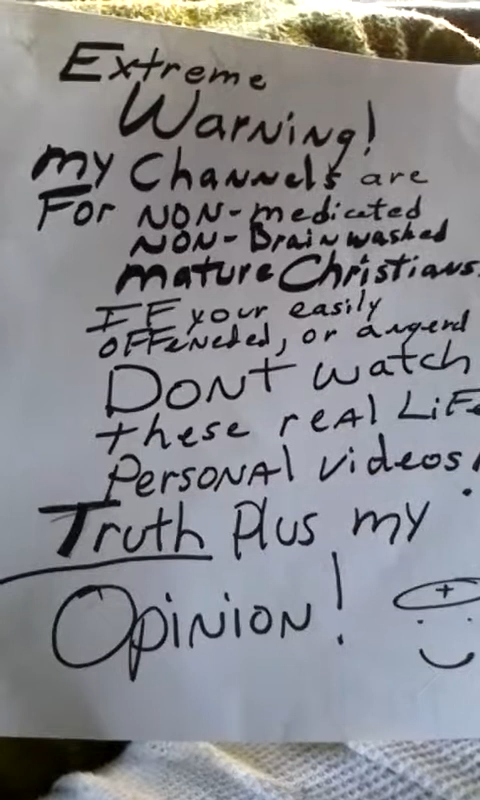 Extreme
Warning!
my Channels are
For NON-medicated
NON-Brainwashed
mature Christians.
IF your easily
OFFeneded, or angerd
DONT watch
these real LiFe
Personal videos!
Truth Plus my
Opinion!